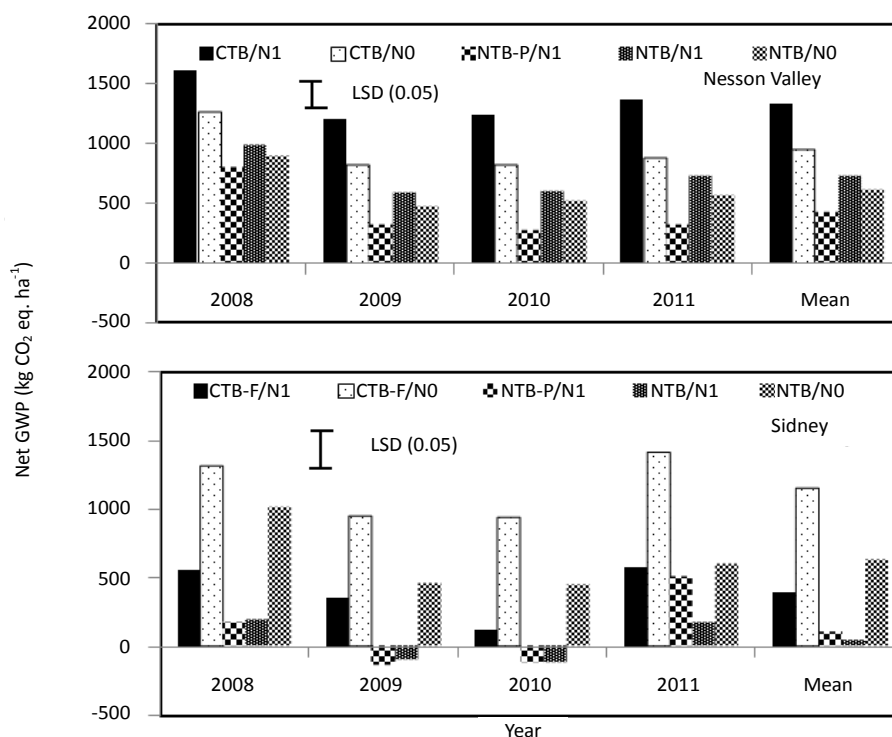 2000
CTB/N1 CTB/N0 NTB-P/N1 NTB/N1 NTB/N0
1500
LSD (0.05)
Nesson Valley
1000
500
0
2008 2009 2010 2011 Mean
-500
Net GWP (kg CO2 eq. ha-1)
2000
CTB-F/N1 CTB-F/N0 NTB-P/N1 NTB/N1 NTB/N0
Sidney
1500
LSD (0.05)
1000
500
0
2008 2009 2010 2011 Mean
-500
Year